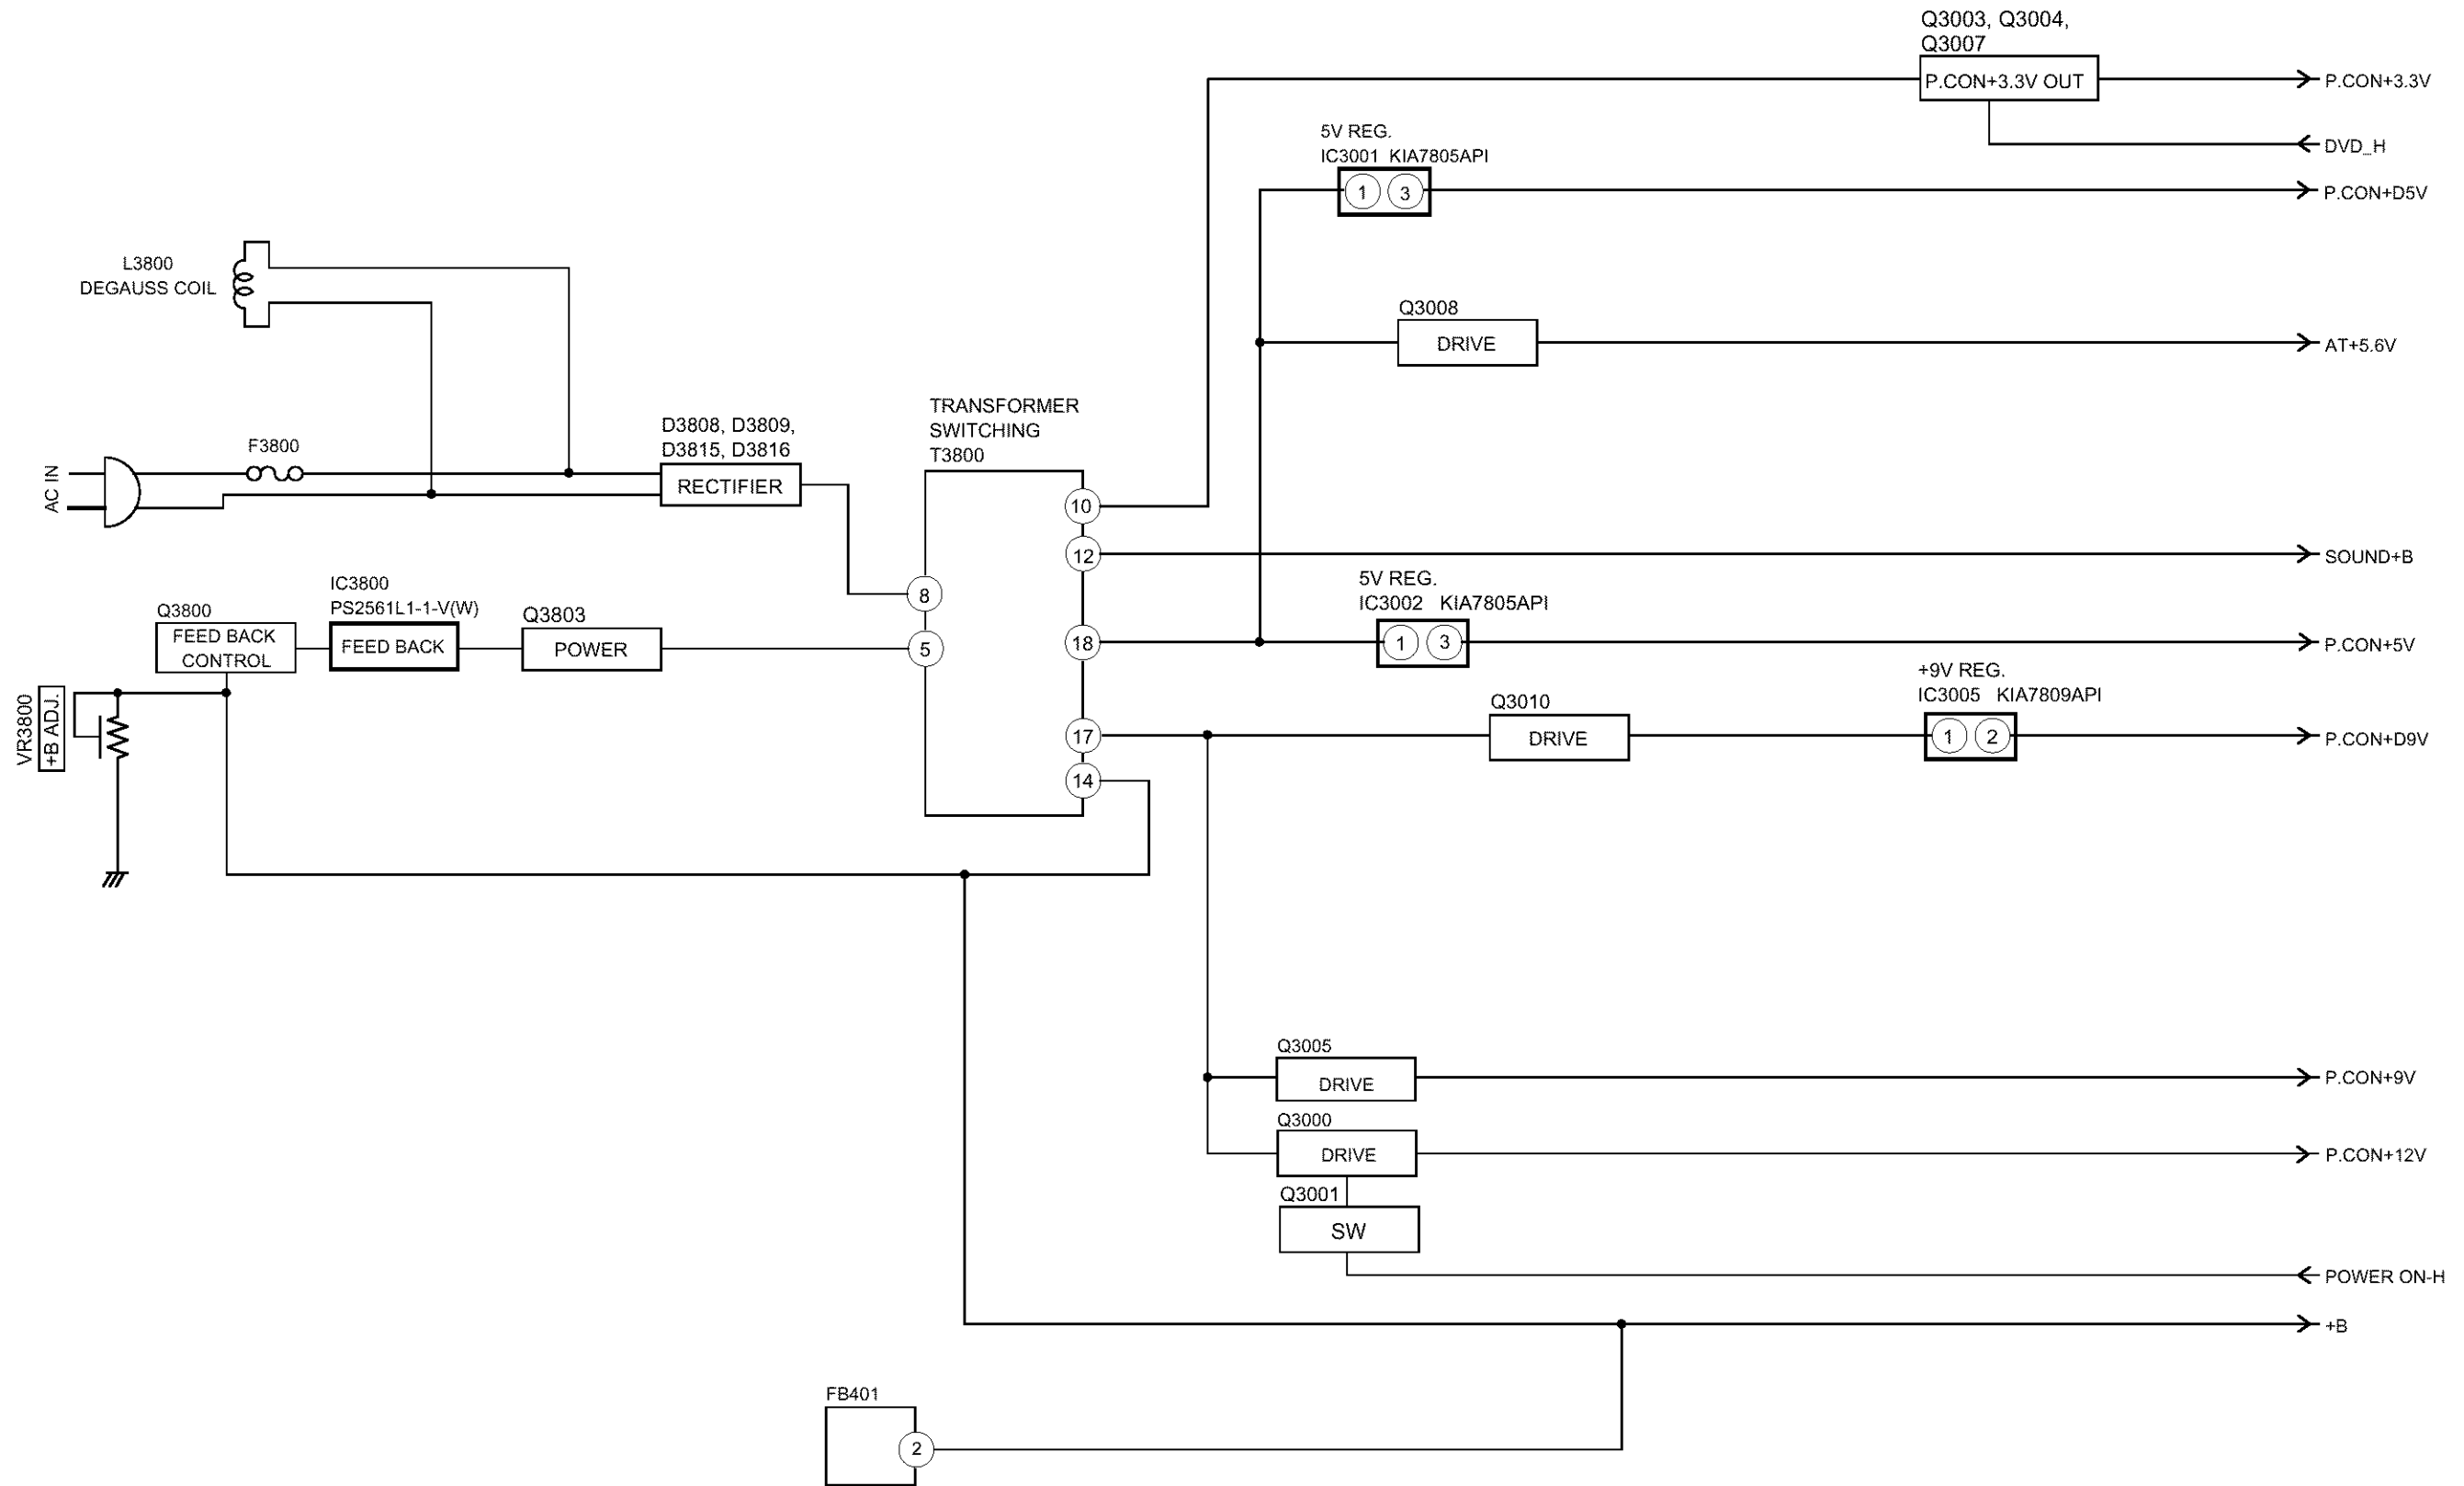 Q3003, Q3004,
Q3007
P.CON+3.3V OUT
P.CON+3.3V
DVD_H
5V REG.
IC3001 KIA7805API
1 3
P.CON+D5V
L3800
DEGAUSS COIL
Q3008
DRIVE
AT+5.6V
TRANSFORMER
SWITCHING
T3800
D3808, D3809,
D3815, D3816
RECTIFIER
F3800
AC IN
10
12
SOUND+B
8
5
18
17
14
5V REG.
IC3002 KIA7805API
1 3
P.CON+5V
Q3800
FEED BACK
CONTROL
IC3800
PS2561L1-1-V(W)
FEED BACK
Q3803
POWER
VR3800
+B ADJ.
+9V REG.
IC3005 KIA7809API
1 2
Q3010
DRIVE
P.CON+D9V
Q3005
DRIVE
P.CON+9V
Q3000
DRIVE
P.CON+12V
Q3001
SW
POWER ON-H
+B
FB401
2